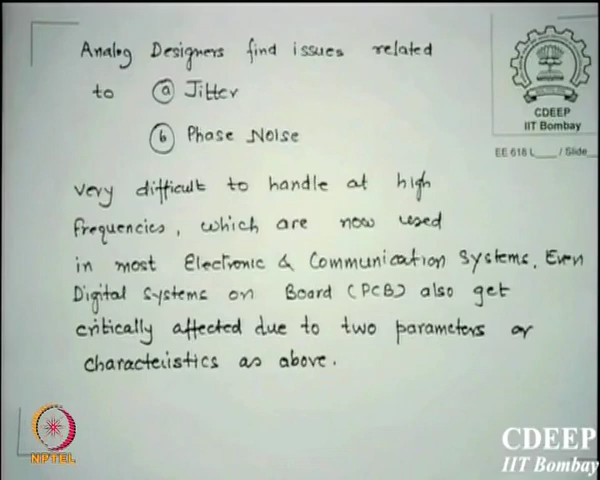 Analog Designers find issues related
to ⓐ Jitter
ⓑ Phase Noise
very difficult to handle at high
frequencies, which are now used
in most Electronic & Communication Systems. Even
Digital Systems on Board (PCB) also get
critically affected due to two parameters or
characteristics as above.
CDEEP
IIT Bombay
EE 618 L___ / Slide
NPTEL
CDEEP
IIT Bombay